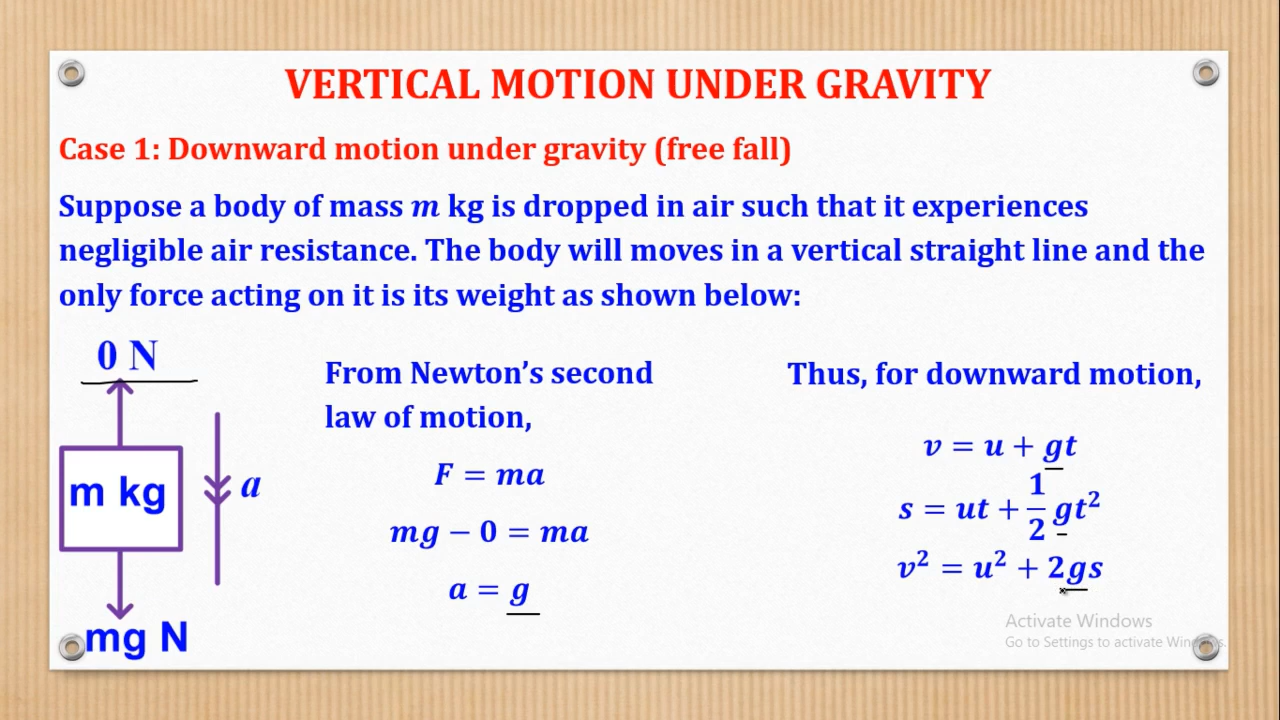 VERTICAL MOTION UNDER GRAVITY
Case 1: Downward motion under gravity (free fall)
Suppose a body of mass m kg is dropped in air such that it experiences
negligible air resistance. The body will moves in a vertical straight line and the
only force acting on it is its weight as shown below:
0 N
m kg
a
mg N
From Newton's second
law of motion,
F = ma
mg − 0 = ma
a = g
Thus, for downward motion,
v = u + gt
s = ut + 1/2 gt²
v² = u² + 2gs
Activate Windows
Go to Settings to activate Windows.